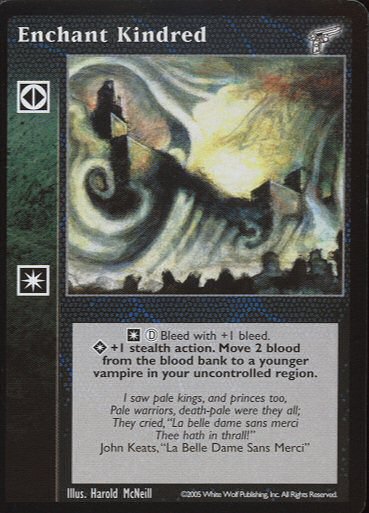 Enchant Kindred
D Bleed with +1 bleed.
+1 stealth action. Move 2 blood
from the blood bank to a younger
vampire in your uncontrolled region.
I saw pale kings, and princes too,
Pale warriors, death-pale were they all;
They cried, "La belle dame sans merci
Thee hath in thrall!"
John Keats, "La Belle Dame Sans Merci"
Illus. Harold McNeill
©2005 White Wolf Publishing, Inc. All Rights Reserved.